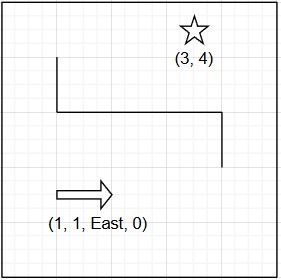 (3, 4)
(1, 1, East, 0)